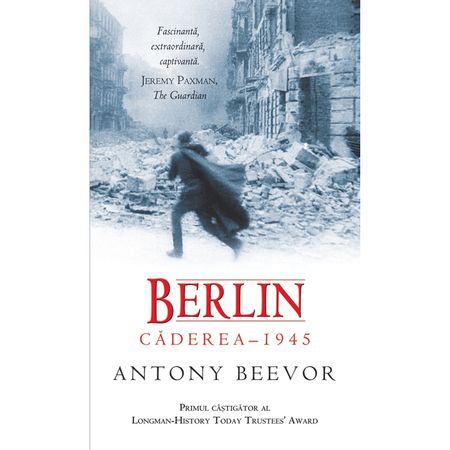 Fascinantă,
extraordinară,
captivantă.
JEREMY PAXMAN,
The Guardian
BERLIN
CĂDEREA–1945
ANTONY BEEVOR
PRIMUL CÂȘTIGĂTOR AL
LONGMAN-HISTORY TODAY TRUSTEES' AWARD